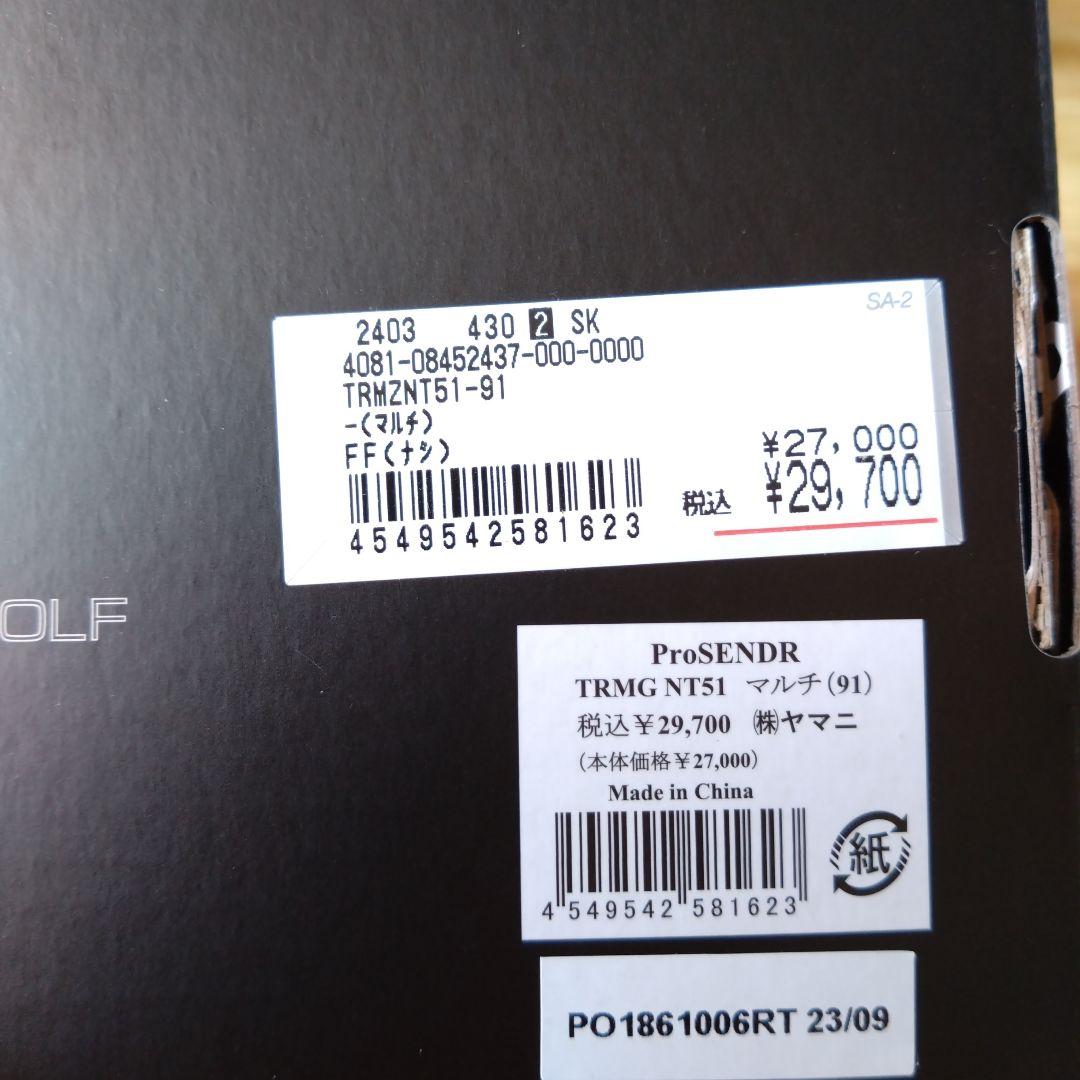 SA-2
2403 430 2 SK
4081-08452437-000-0000
TRMZNT51-91
-(マルチ)
FF(ナシ)
¥27,000
税込 ¥29,700
4549542581623
OLF
ProSENDR
TRMG NT51 マルチ(91)
税込¥29,700 ㈱ヤマニ
(本体価格¥27,000)
Made in China
紙
4 549542 581623
PO1861006RT 23/09